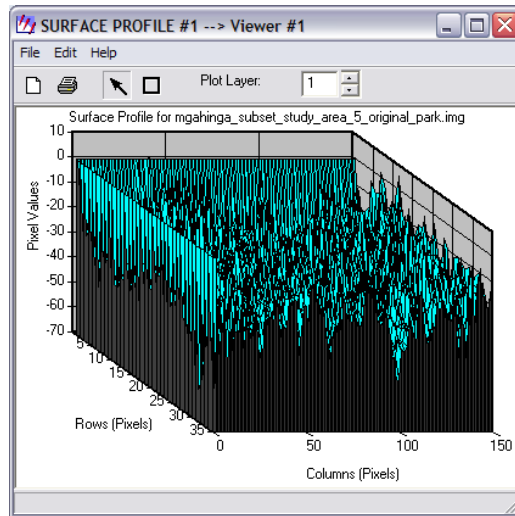 SURFACE PROFILE #1 --> Viewer #1
File Edit Help
Plot Layer: 1
Surface Profile for mgahinga_subset_study_area_5_original_park.img
10
0
-10
-20
-30
-40
-50
-60
-70
Pixel Values
5
10
15
20
25
30
35
Rows (Pixels)
0 50 100 150
Columns (Pixels)